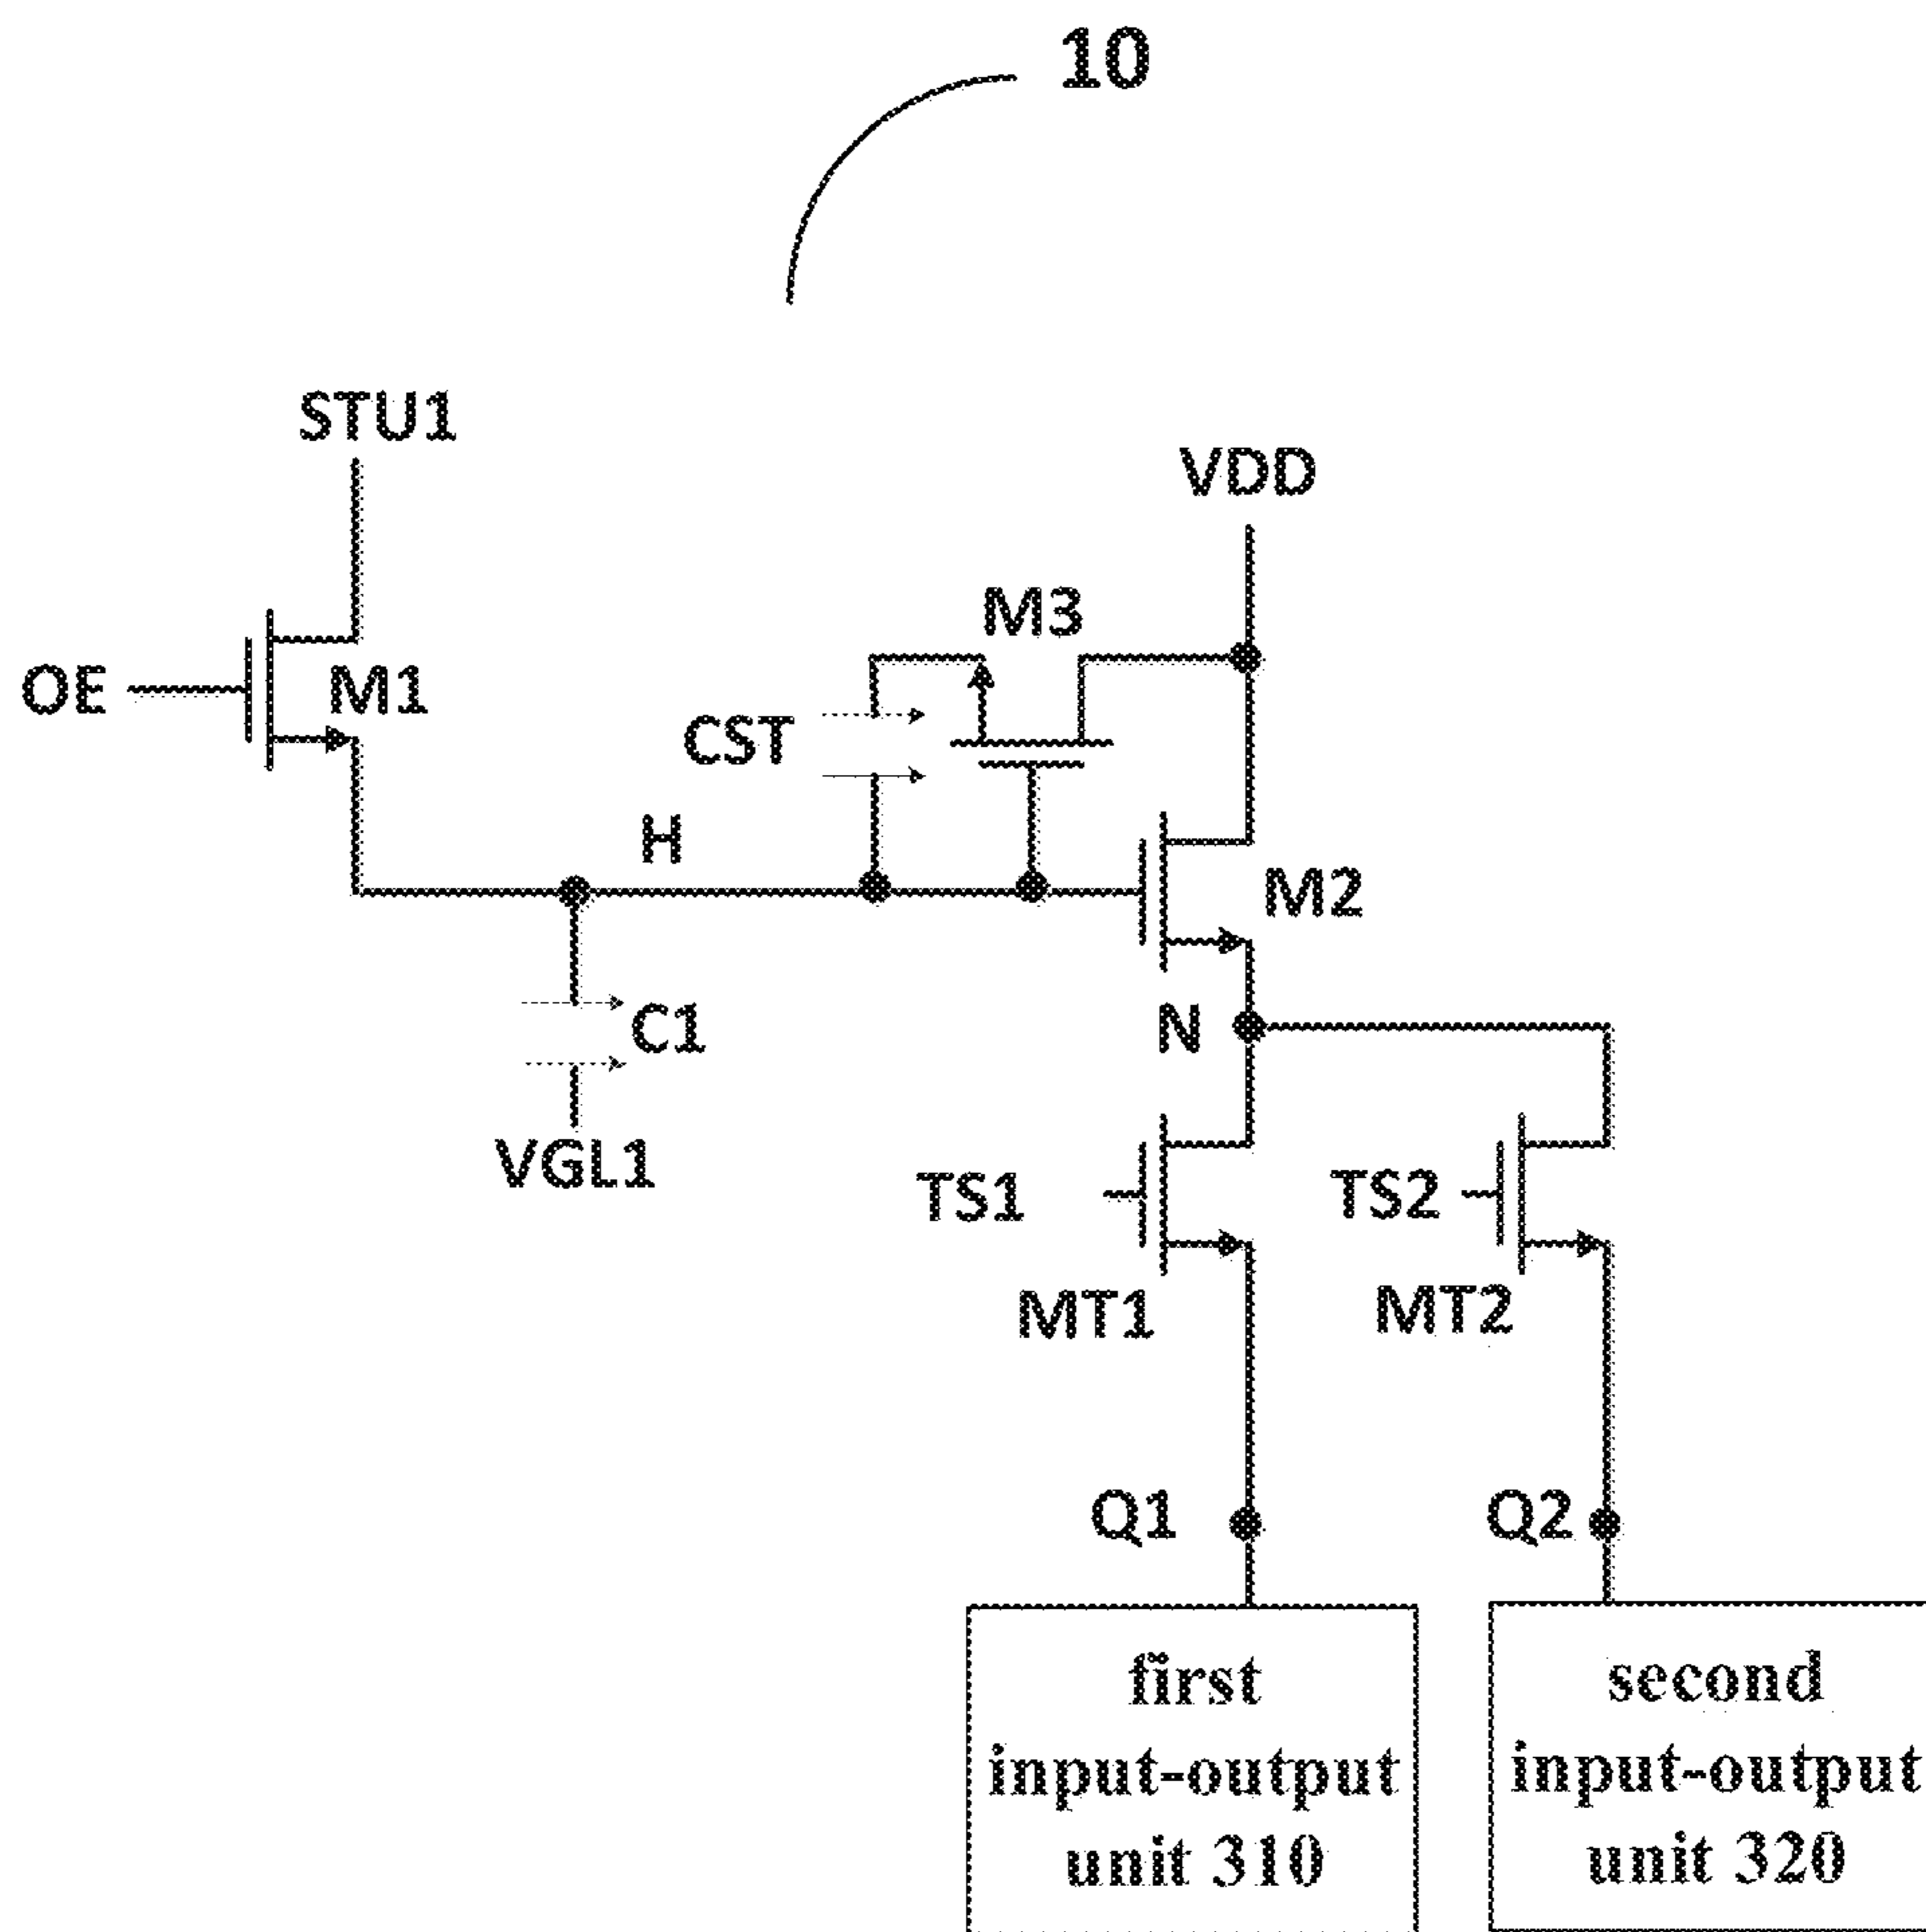 10
STU1
VDD
M3
OE
M1
CST
H
M2
N
C1
VGL1
TS1
TS2
MT1
MT2
Q1
Q2
first
input-output
unit 310
second
input-output
unit 320